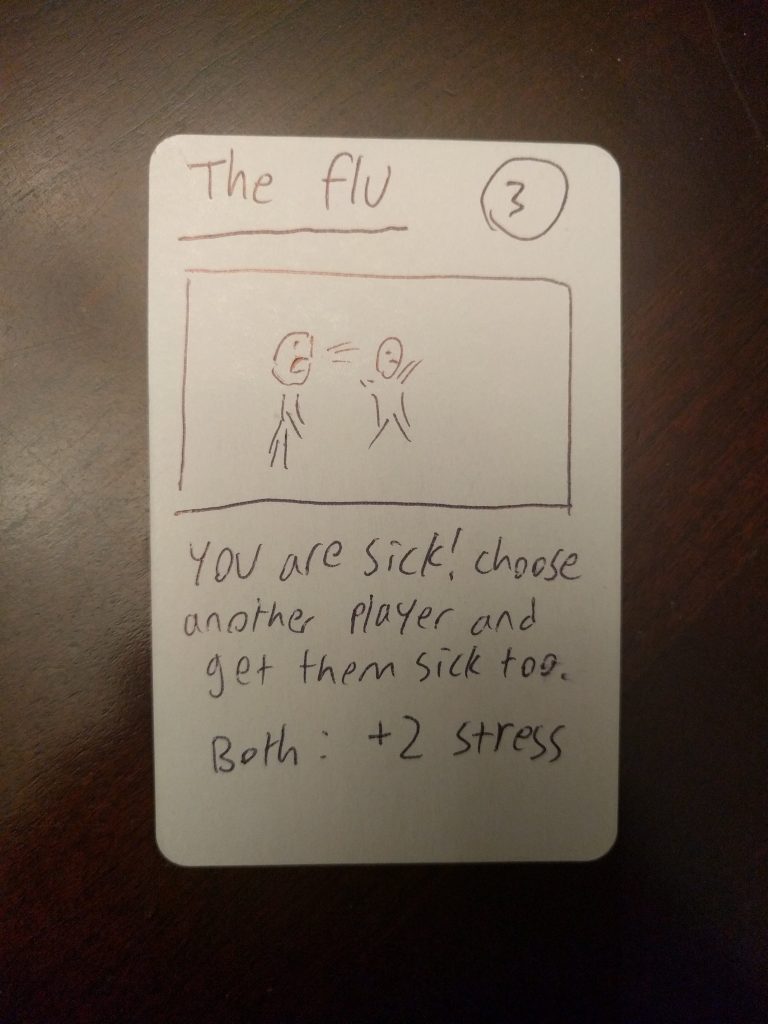 The flu
3
You are sick! choose
another player and
get them sick too.
Both: +2 stress